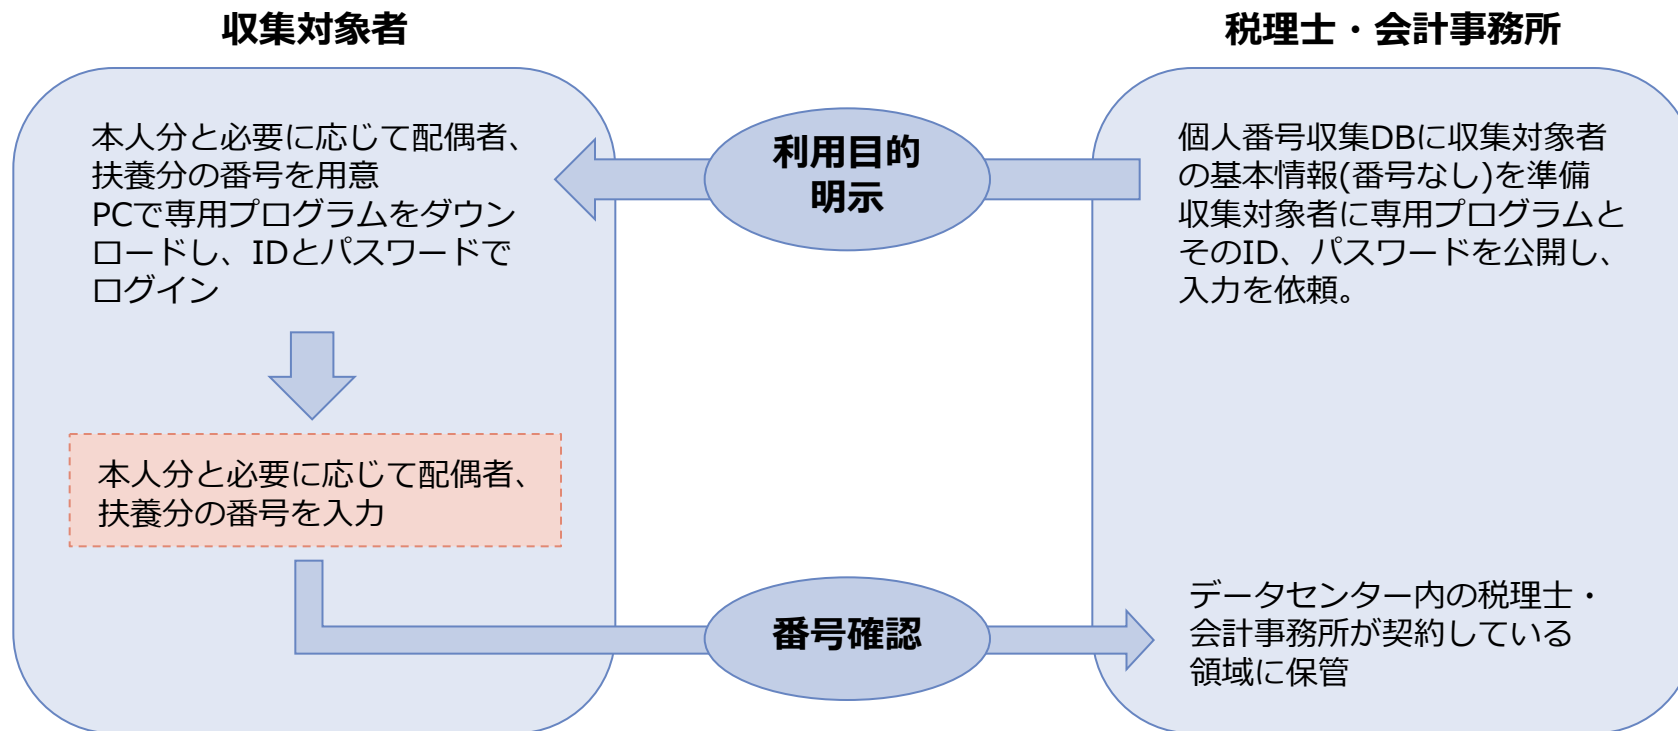 収集対象者
税理士・会計事務所
本人分と必要に応じて配偶者、
扶養分の番号を用意
PCで専用プログラムをダウン
ロードし、IDとパスワードで
ログイン
利用目的
明示
個人番号収集DBに収集対象者
の基本情報(番号なし)を準備
収集対象者に専用プログラムと
そのID、パスワードを公開し、
入力を依頼。
本人分と必要に応じて配偶者、
扶養分の番号を入力
番号確認
データセンター内の税理士・
会計事務所が契約している
領域に保管